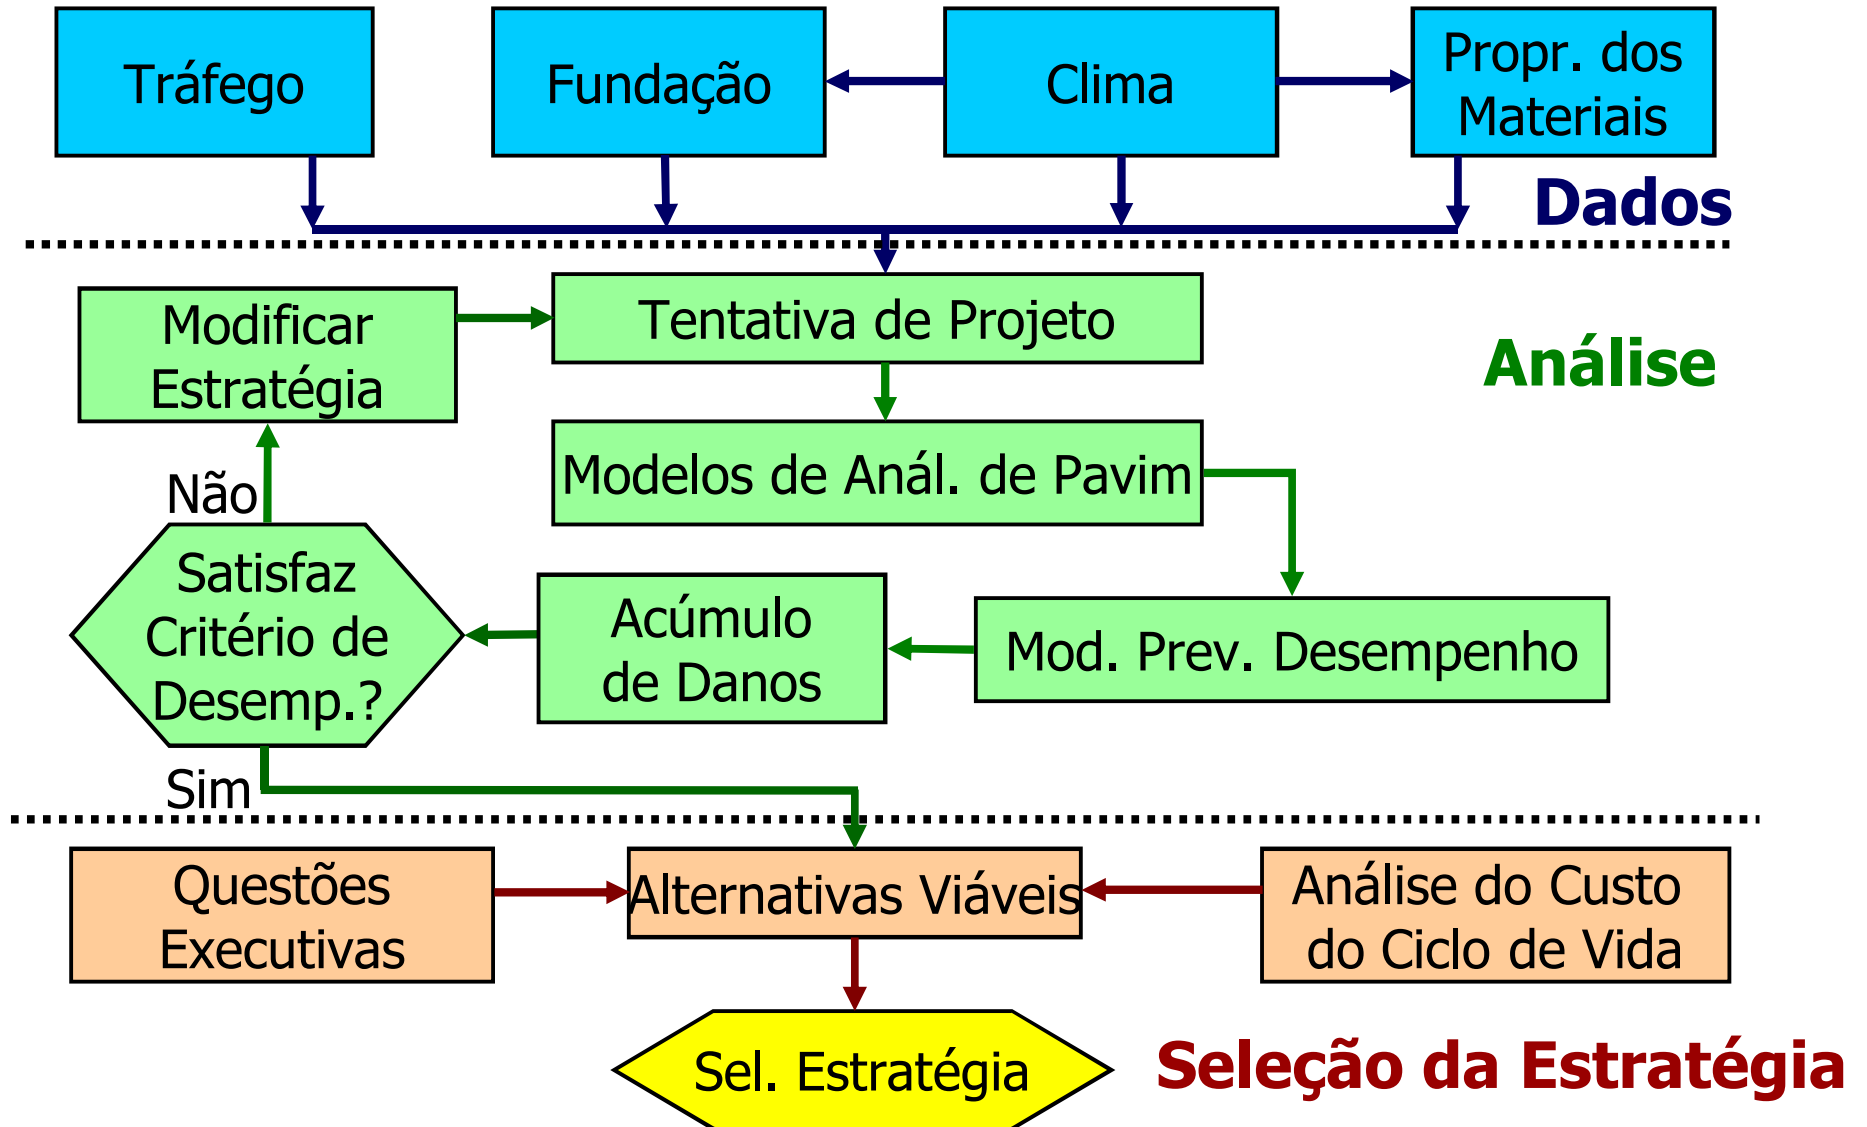 Tráfego
Fundação
Clima
Propr. dos
Materiais
Dados
Modificar
Estratégia
Tentativa de Projeto
Análise
Modelos de Anál. de Pavim
Não
Satisfaz
Critério de
Desemp.?
Acúmulo
de Danos
Mod. Prev. Desempenho
Sim
Questões
Executivas
Alternativas Viáveis
Análise do Custo
do Ciclo de Vida
Sel. Estratégia
Seleção da Estratégia